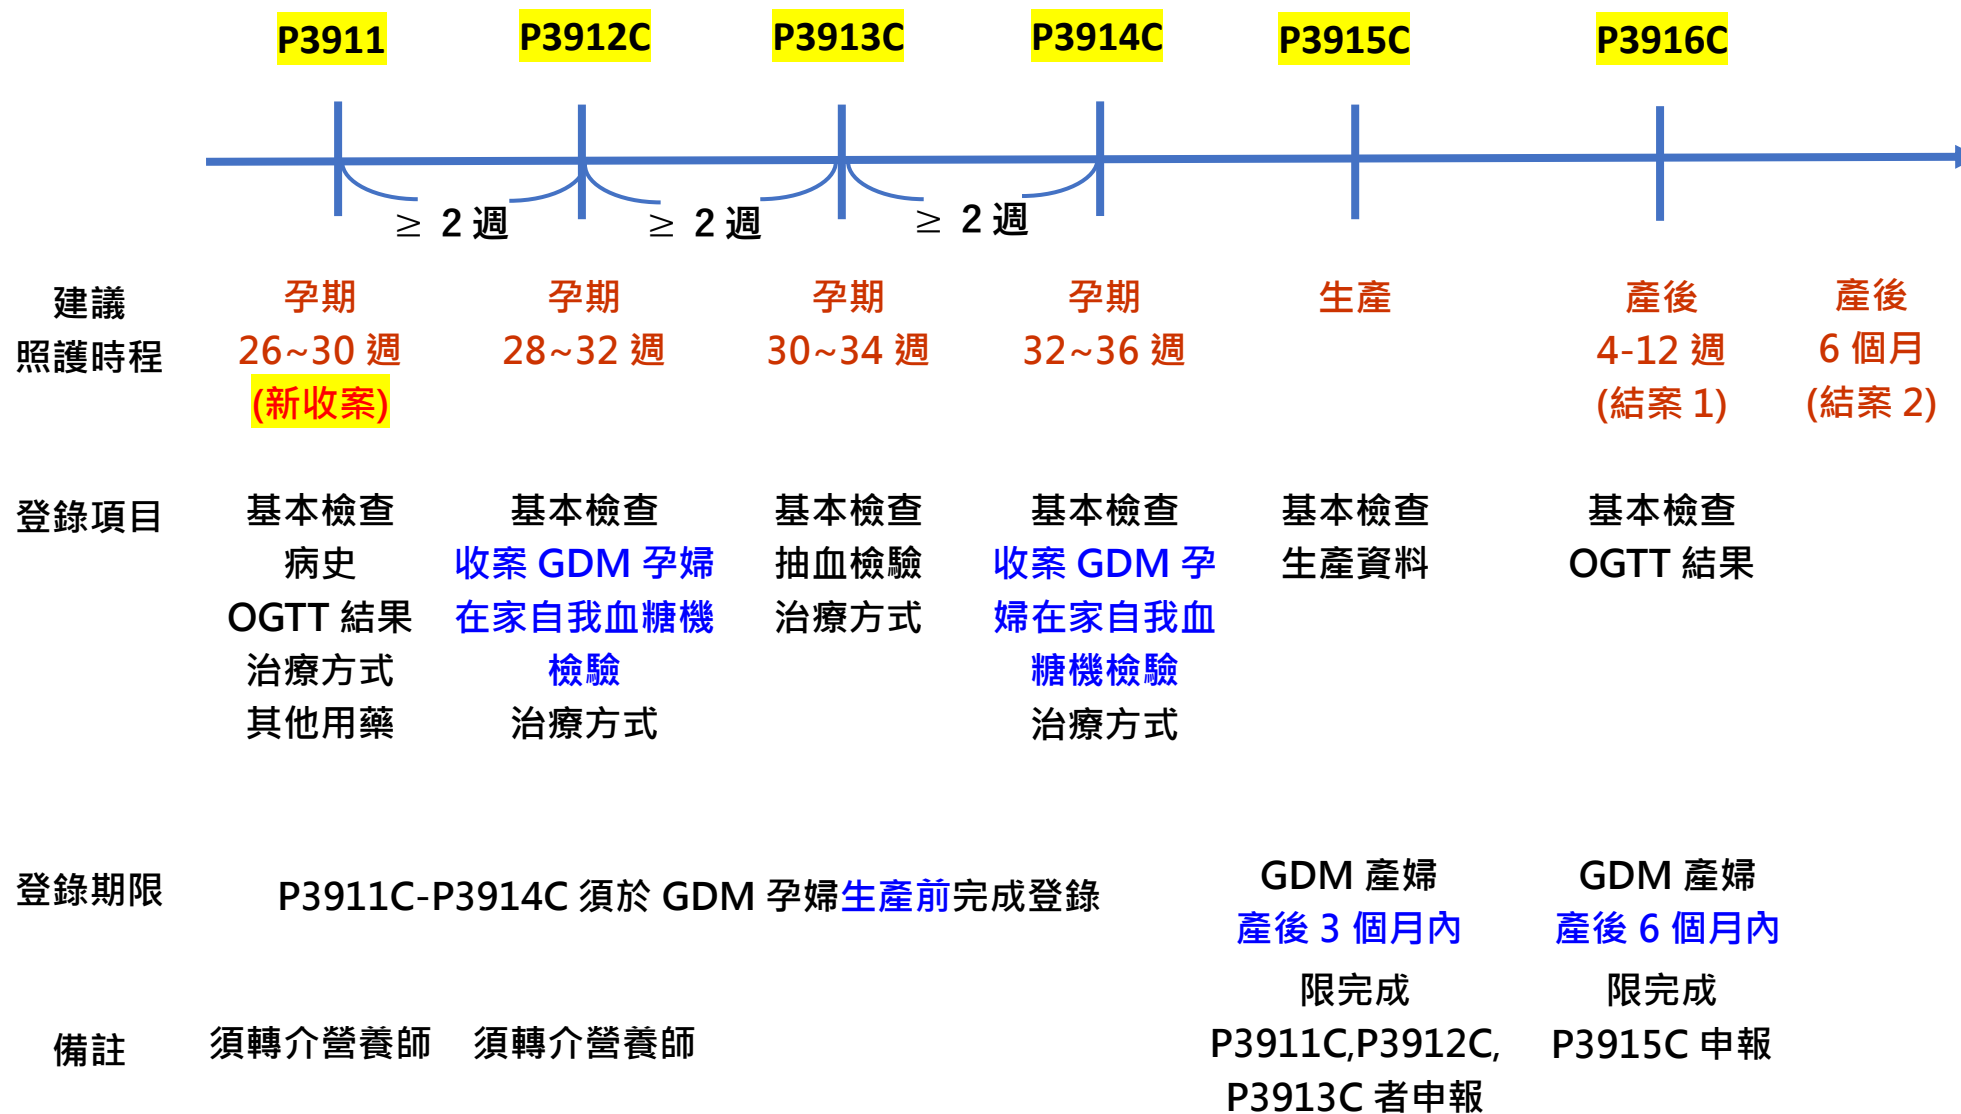 P3911
P3912C
P3913C
P3914C
P3915C
P3916C
≥ 2 週
≥ 2 週
≥ 2 週
建議
照護時程
孕期
26~30 週
(新收案)
孕期
28~32 週
孕期
30~34 週
孕期
32~36 週
生產
產後
4-12 週
(結案 1)
產後
6 個月
(結案 2)
登錄項目
基本檢查
病史
OGTT 結果
治療方式
其他用藥
基本檢查
收案 GDM 孕婦
在家自我血糖機
檢驗
治療方式
基本檢查
抽血檢驗
治療方式
基本檢查
收案 GDM 孕
婦在家自我血
糖機檢驗
治療方式
基本檢查
生產資料
基本檢查
OGTT 結果
登錄期限
P3911C-P3914C 須於 GDM 孕婦生產前完成登錄
GDM 產婦
產後 3 個月內
GDM 產婦
產後 6 個月內
備註
須轉介營養師
須轉介營養師
限完成
P3911C,P3912C,
P3913C 者申報
限完成
P3915C 申報